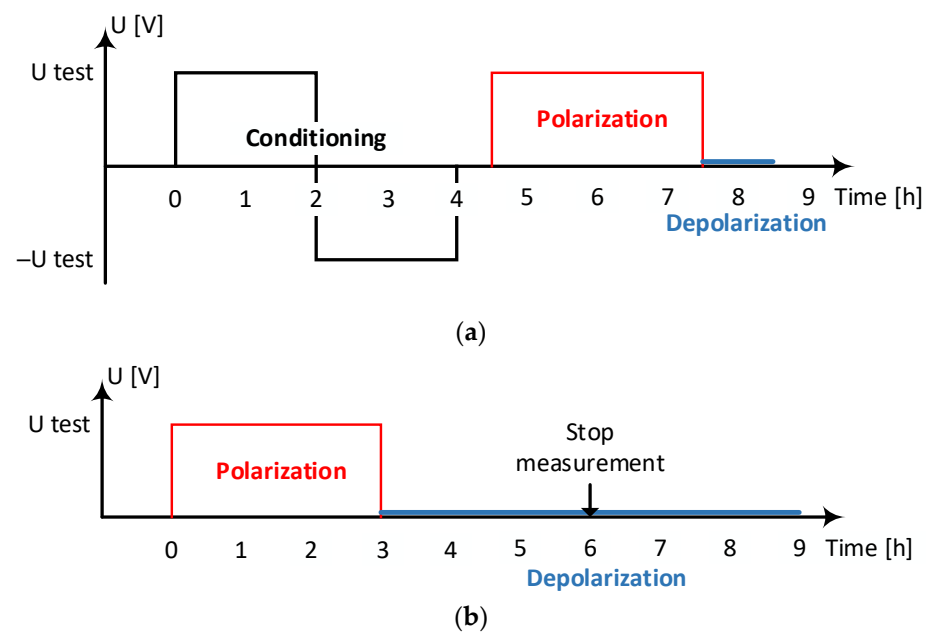 U [V]
U test
Conditioning
Polarization
0 1 2 3 4 5 6 7 8 9 Time [h]
Depolarization
–U test
(a)
U [V]
U test
Stop
measurement
Polarization
0 1 2 3 4 5 6 7 8 9 Time [h]
Depolarization
(b)